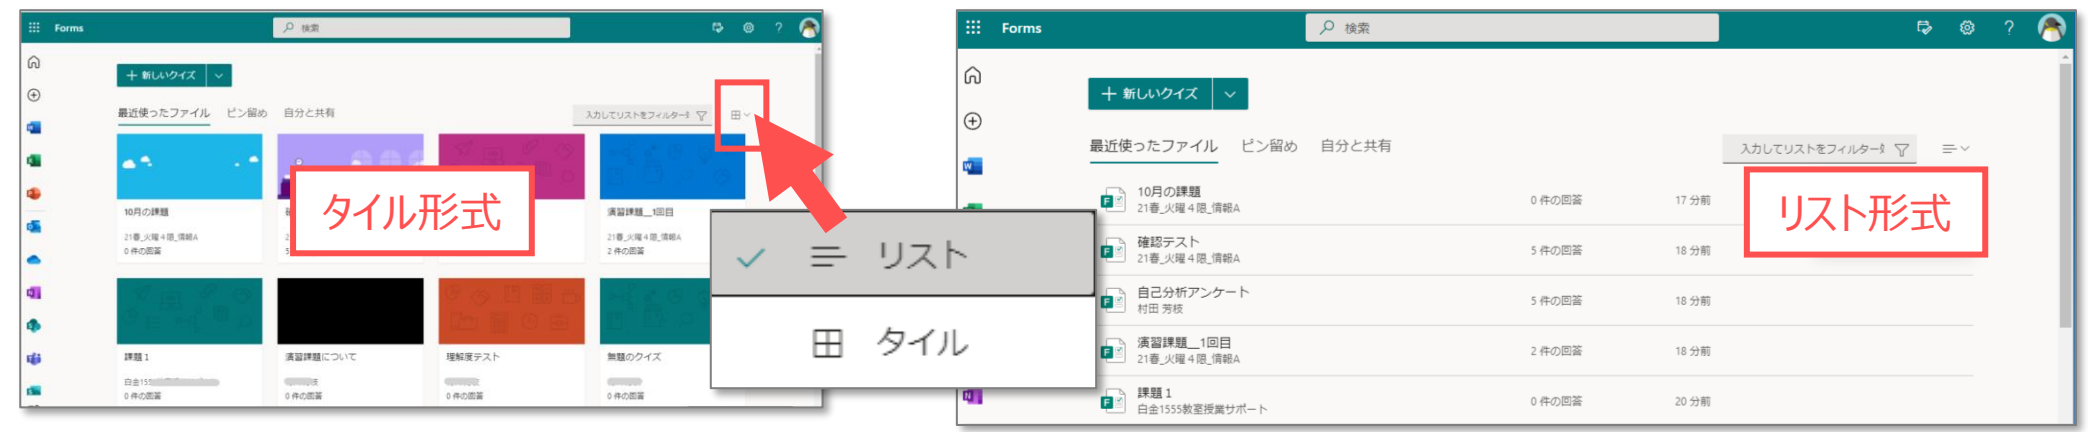 Forms
検索
?
+ 新しいクイズ
最近使ったファイル ピン留め 自分と共有
入力してリストをフィルター
タイル形式
10月の課題
演習課題__1回目
21春_火曜4限_情報A
21春_火曜4限_情報A
0 件の回答
2 件の回答
課題 1
演習課題について
理解度テスト
無題のクイズ
白金155
0 件の回答
0 件の回答
0 件の回答
0 件の回答
リスト
タイル
Forms
検索
?
+ 新しいクイズ
最近使ったファイル ピン留め 自分と共有
入力してリストをフィルター
リスト形式
10月の課題
21春_火曜４限_情報A
0 件の回答
17 分前
確認テスト
21春_火曜４限_情報A
5 件の回答
18 分前
自己分析アンケート
村田 芳枝
5 件の回答
18 分前
演習課題__1回目
21春_火曜４限_情報A
2 件の回答
18 分前
課題 1
白金1555教室授業サポート
0 件の回答
20 分前